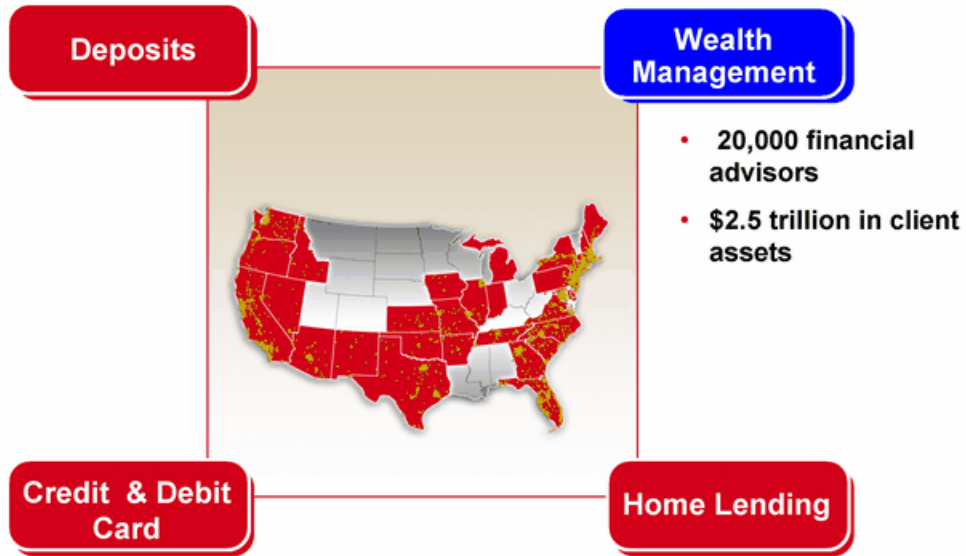 Deposits
Wealth
Management
• 20,000 financial
advisors
• $2.5 trillion in client
assets
Credit & Debit
Card
Home Lending